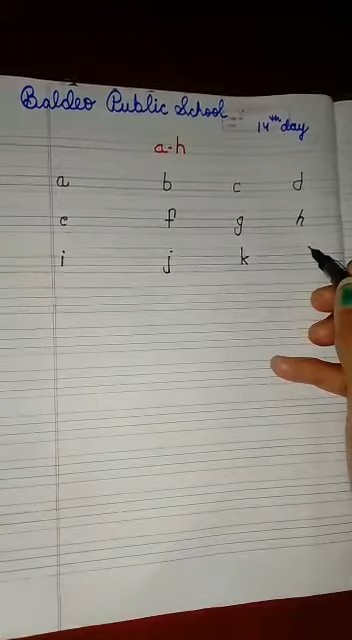 Baldeo Public School
14th day
a-h
a b c d
e f g h
i j k